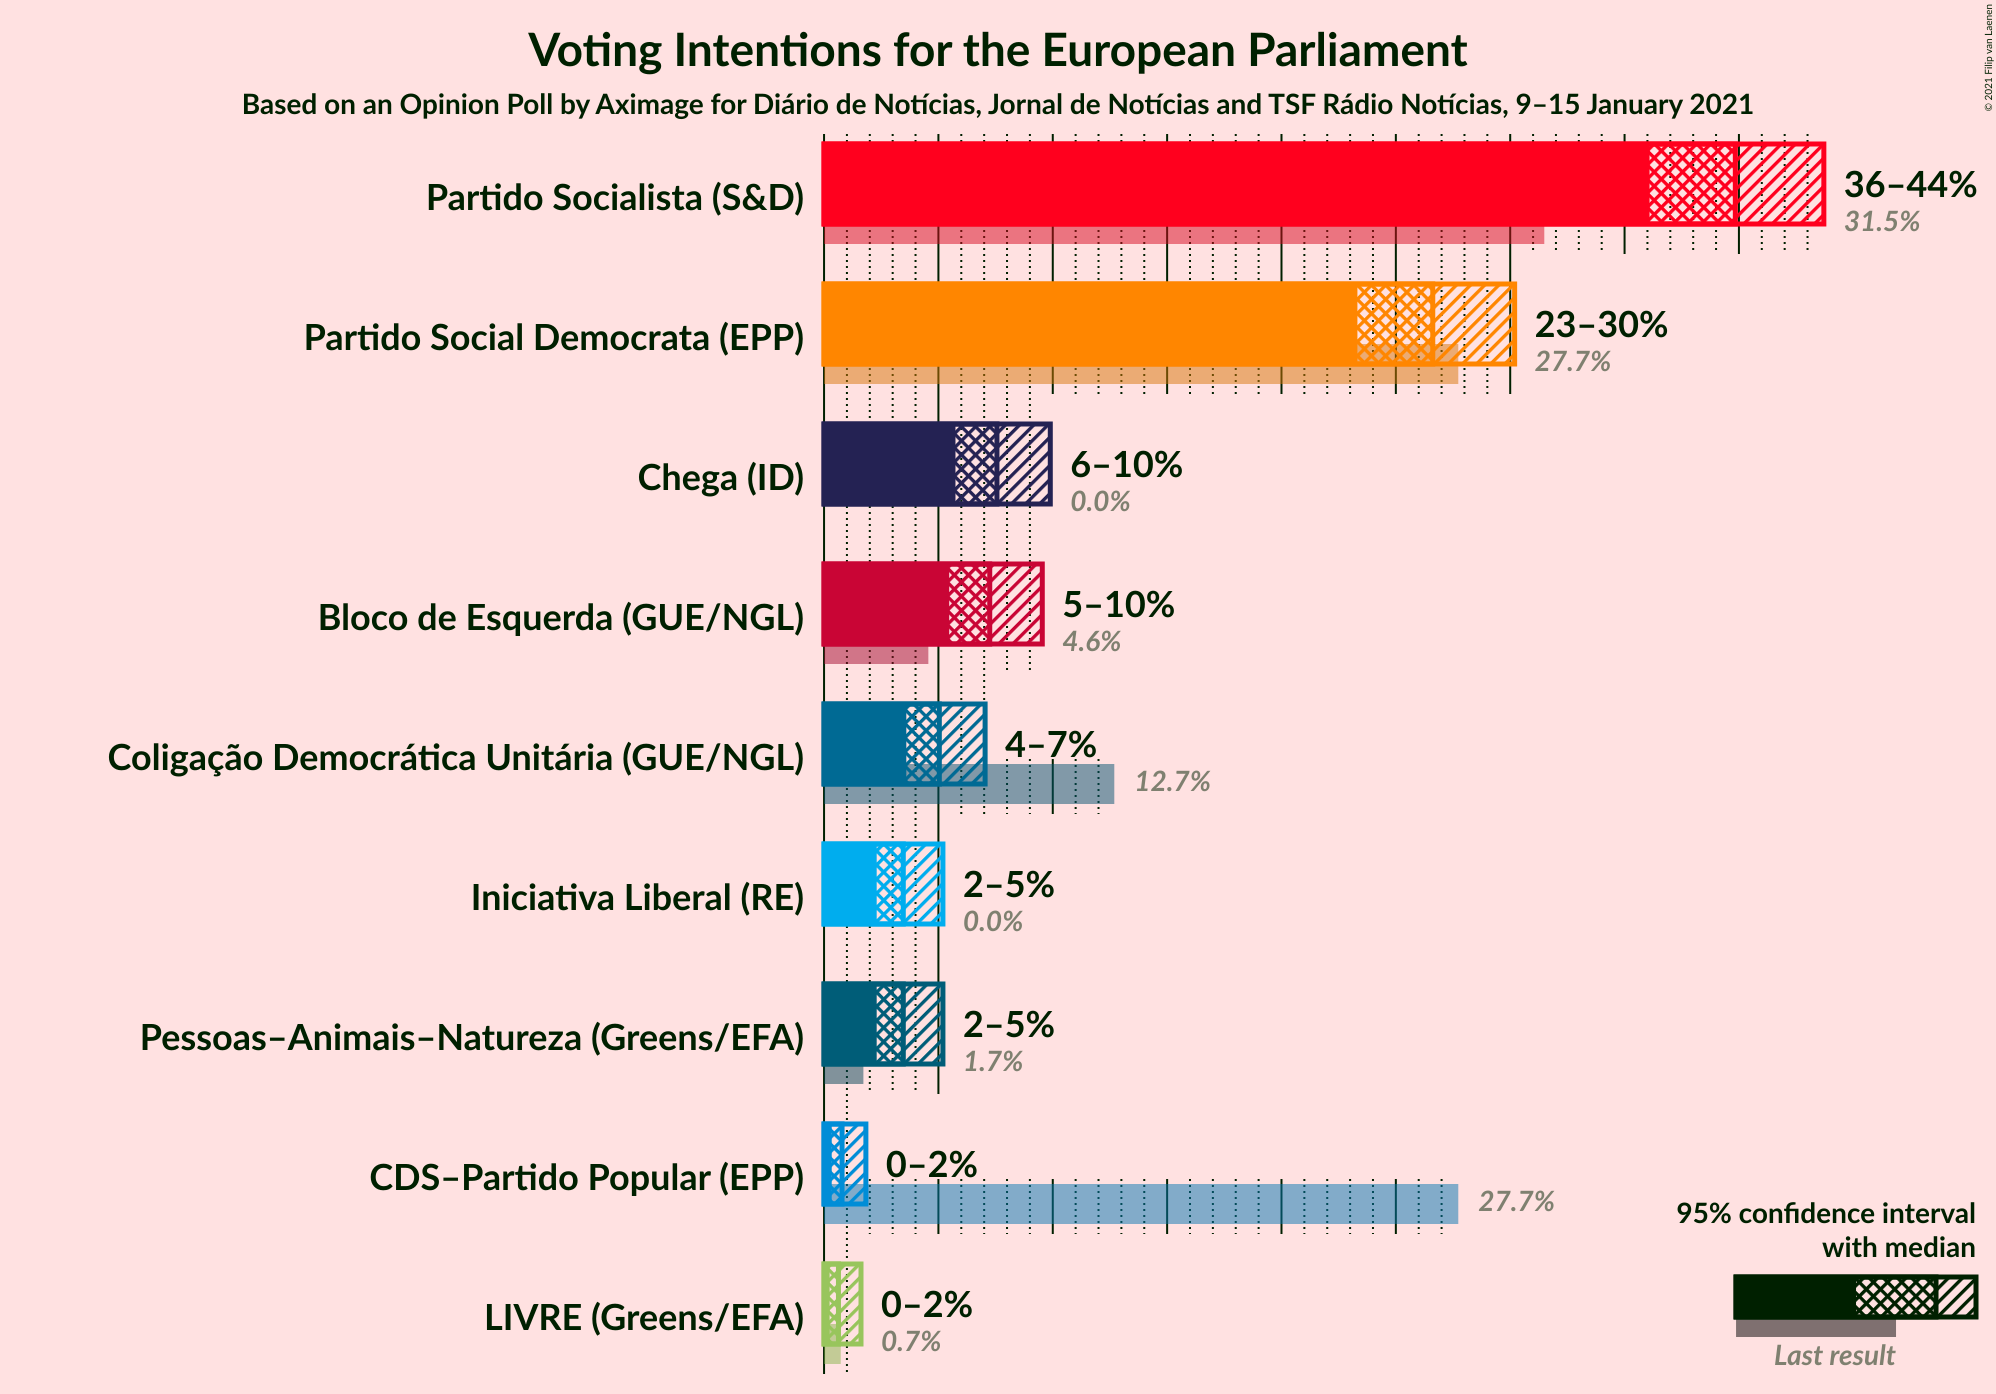 Voting Intentions for the European Parliament
Based on an Opinion Poll by Aximage for Diário de Notícias, Jornal de Notícias and TSF Rádio Notícias, 9–15 January 2021
© 2021 Filip van Laenen
Partido Socialista (S&D)
36–44%
31.5%
Partido Social Democrata (EPP)
23–30%
27.7%
Chega (ID)
6–10%
0.0%
Bloco de Esquerda (GUE/NGL)
5–10%
4.6%
Coligação Democrática Unitária (GUE/NGL)
4–7%
12.7%
Iniciativa Liberal (RE)
2–5%
0.0%
Pessoas–Animais–Natureza (Greens/EFA)
2–5%
1.7%
CDS–Partido Popular (EPP)
0–2%
27.7%
LIVRE (Greens/EFA)
0–2%
0.7%
95% confidence interval
with median
Last result